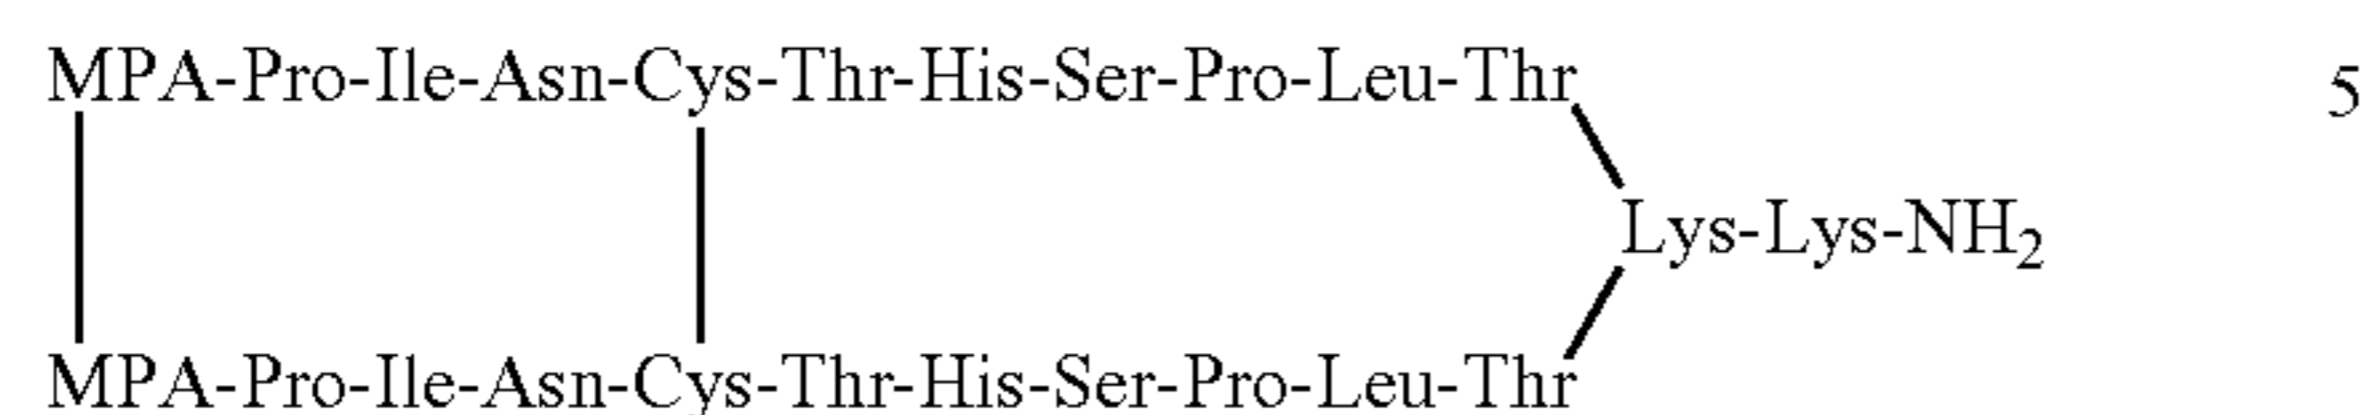 MPA-Pro-Ile-Asn-Cys-Thr-His-Ser-Pro-Leu-Thr 5
Lys-Lys-NH₂
MPA-Pro-Ile-Asn-Cys-Thr-His-Ser-Pro-Leu-Thr